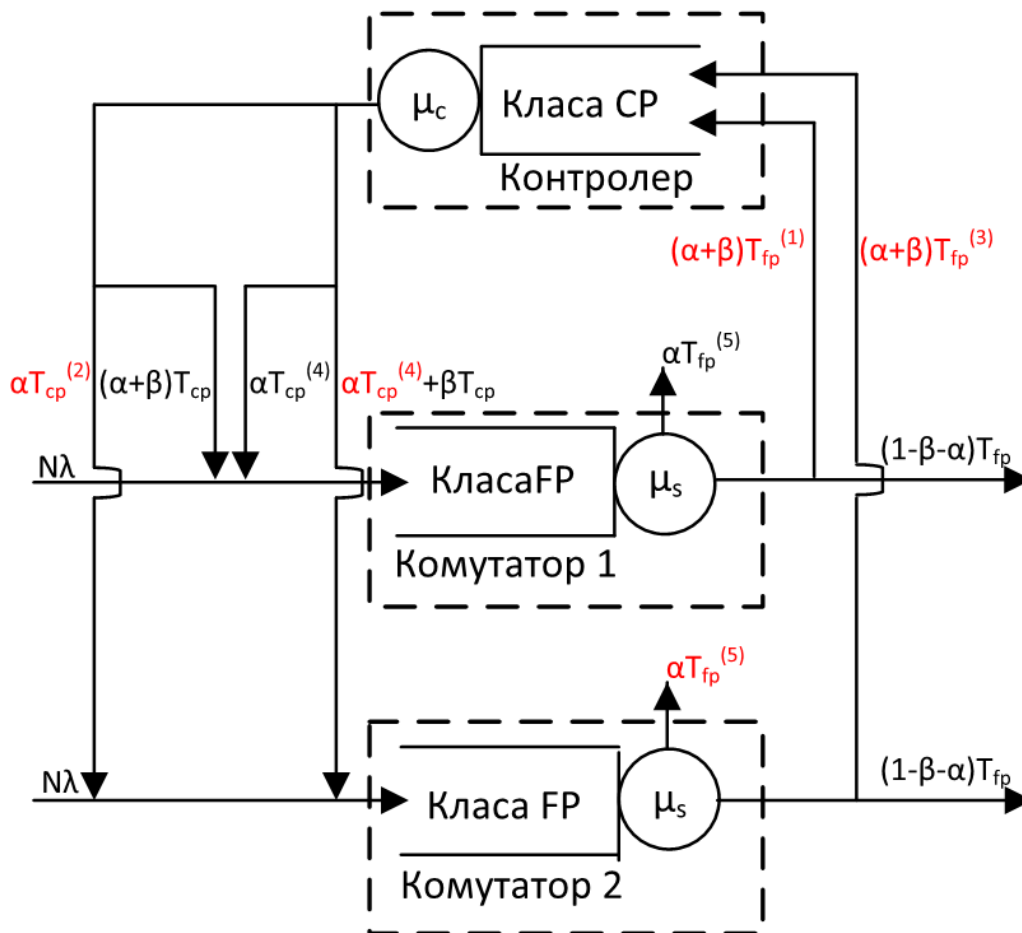 μc Класа CP
Контролер
(α+β)Tfp(1) (α+β)Tfp(3)
αTcp(2) (α+β)Tcp αTcp(4) αTcp(4)+βTcp
αTfp(5)
Nλ КласаFP μs (1-β-α)Tfp
Комутатор 1
αTfp(5)
Nλ Класа FP μs (1-β-α)Tfp
Комутатор 2